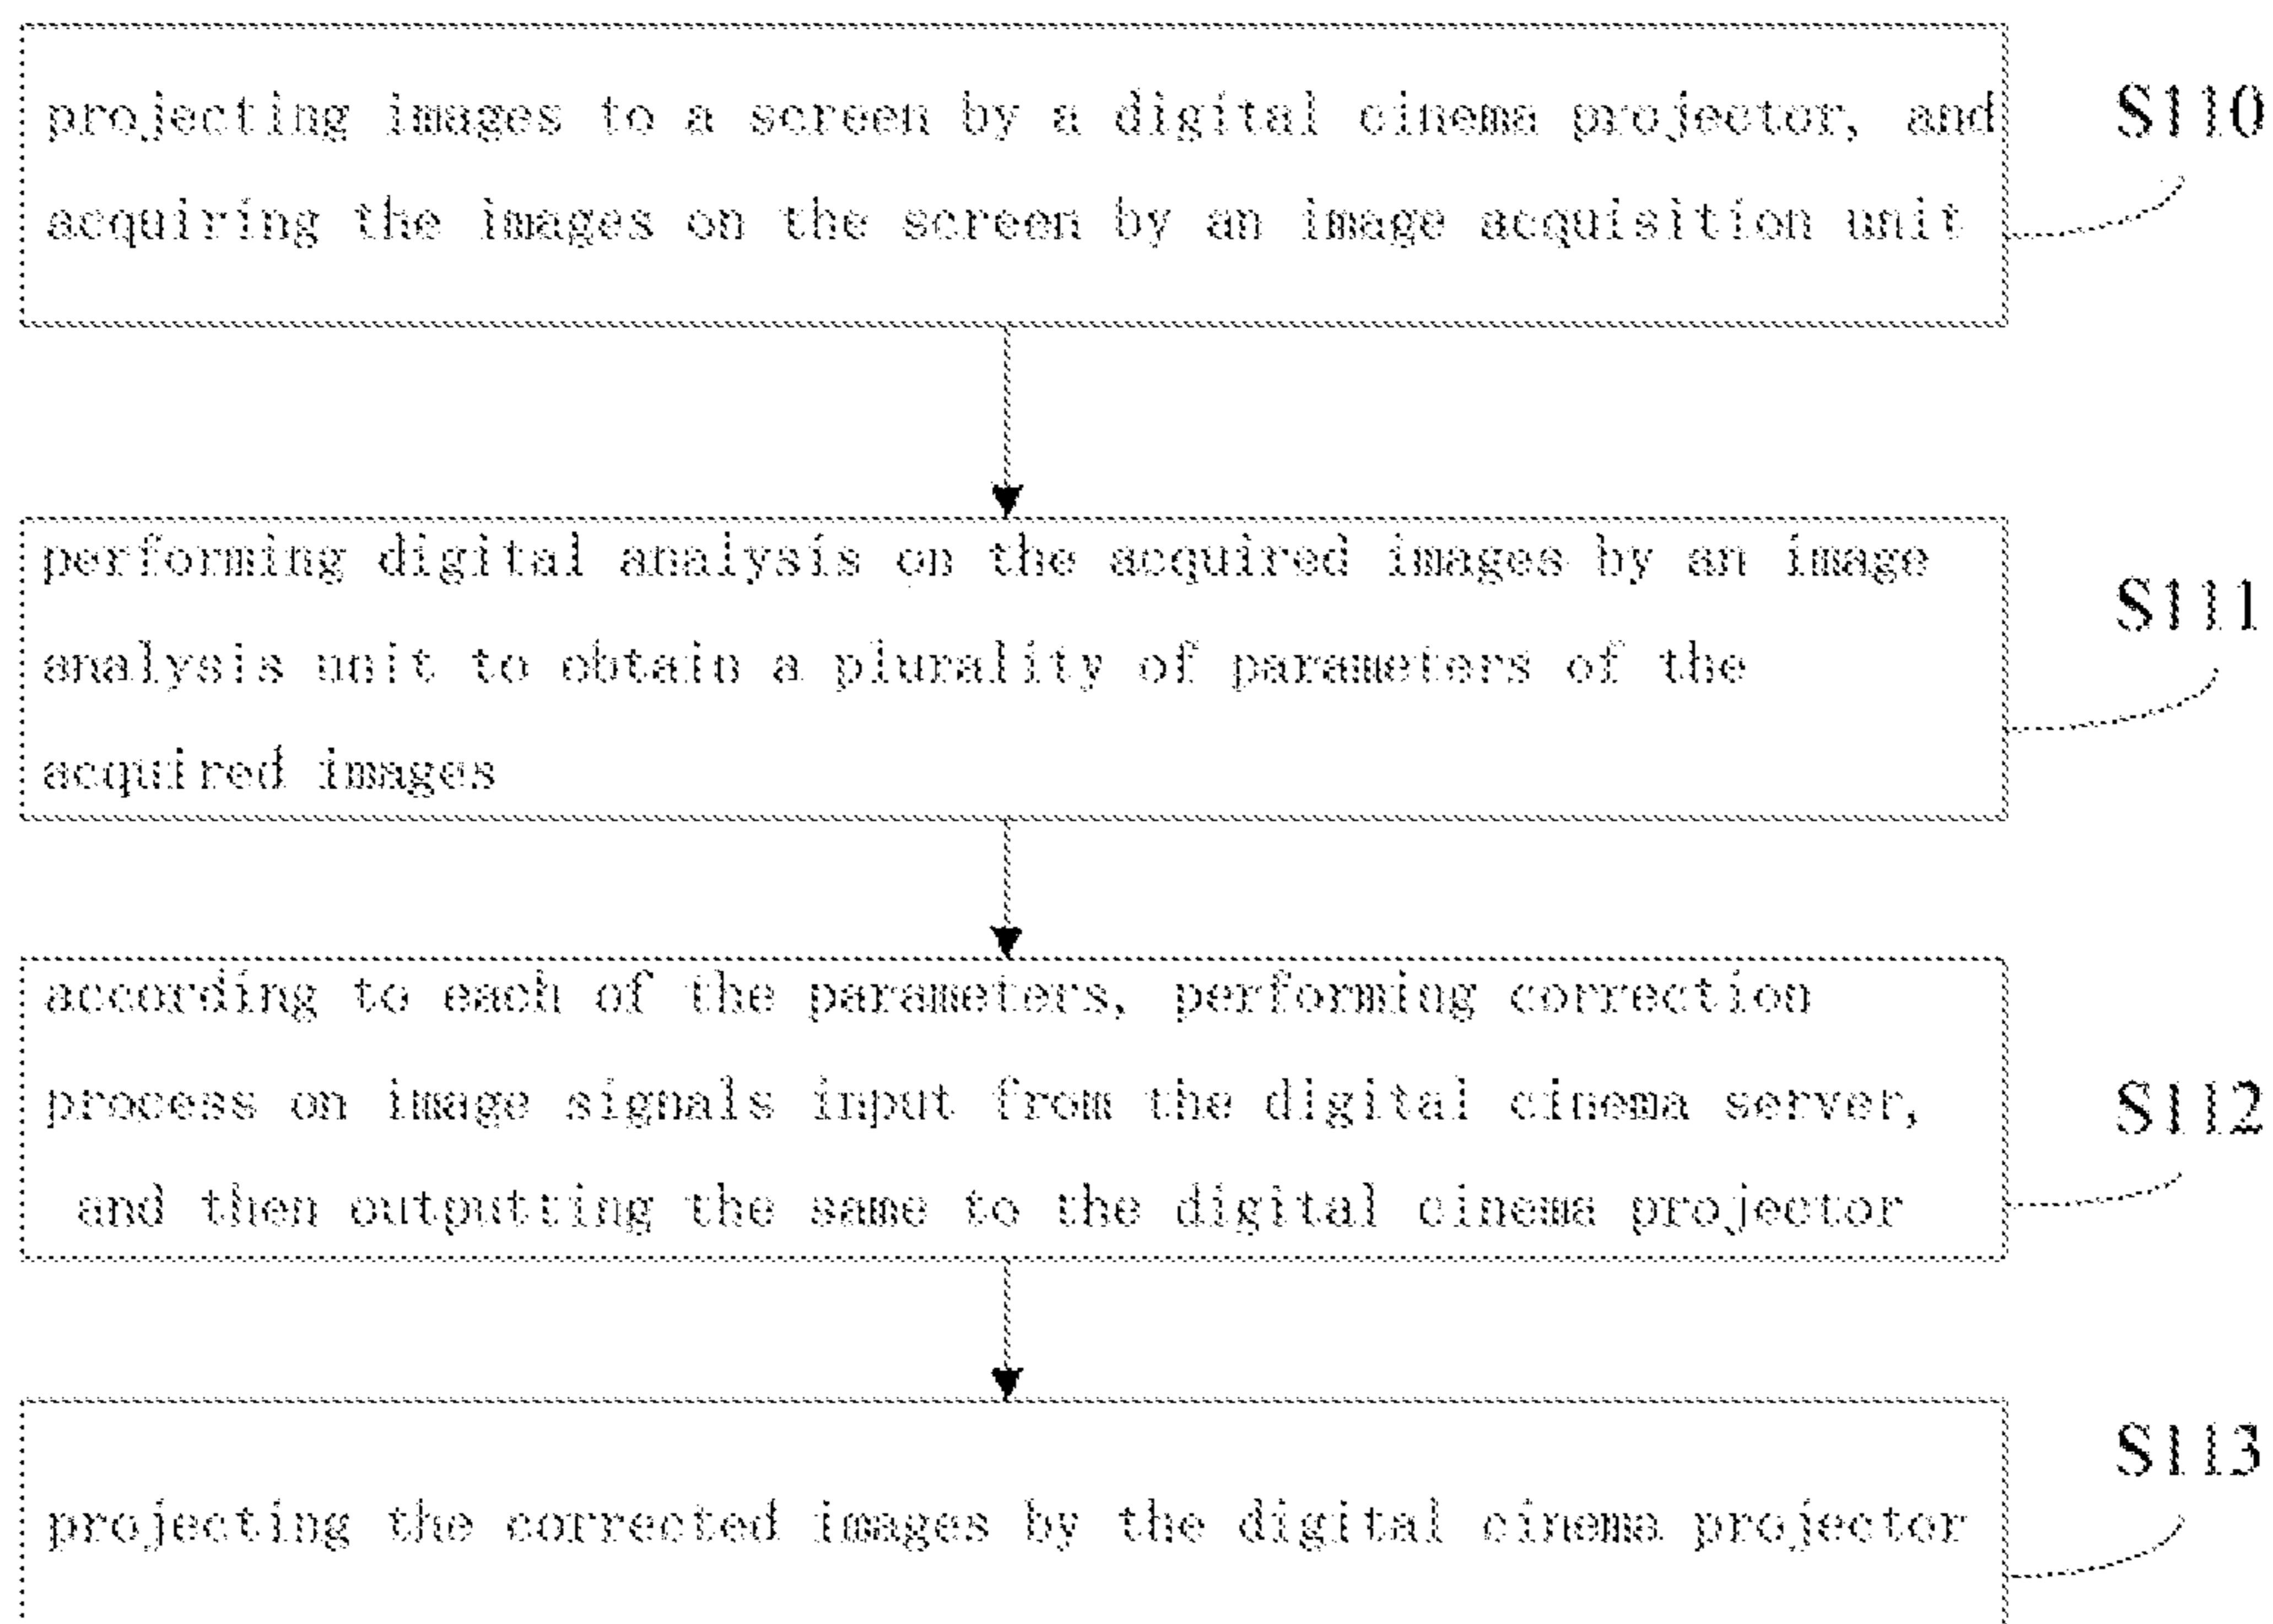 projecting images to a screen by a digital cinema projector, and
acquiring the images on the screen by an image acquisition unit
S110
performing digital analysis on the acquired images by an image
analysis unit to obtain a plurality of parameters of the
acquired images
S111
according to each of the parameters, performing correction
process on image signals input from the digital cinema server,
and then outputting the same to the digital cinema projector
S112
projecting the corrected images by the digital cinema projector
S113